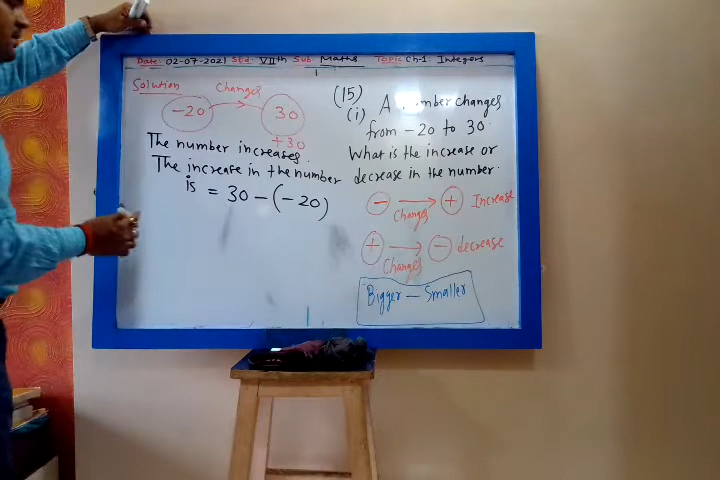 Date: 02-07-2021 Std: VIIth Sub: Maths Topic Ch-1: Integers
Solution
-20 Changes 30
+30
The number increases.
The increase in the number
is = 30 - (-20)
(15)
(i) A number changes
from -20 to 30.
What is the increase or
decrease in the number.
- Changes + Increase
+ Changes - decrease
Bigger - Smaller